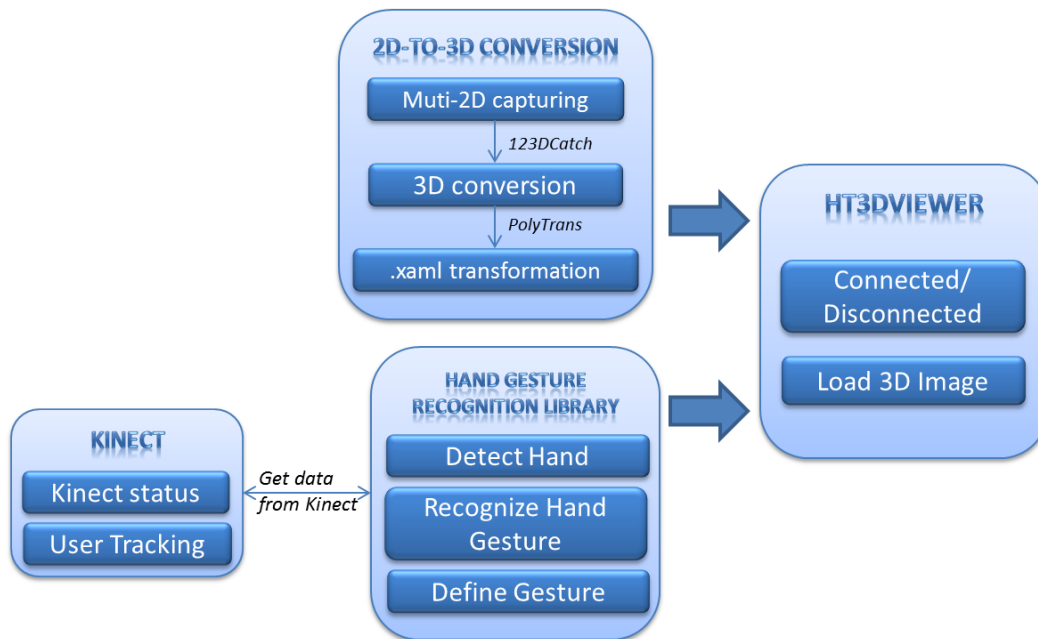 2D-TO-3D CONVERSION
Muti-2D capturing
123DCatch
3D conversion
PolyTrans
.xaml transformation
HT3DVIEWER
Connected/
Disconnected
Load 3D Image
HAND GESTURE
RECOGNITION LIBRARY
Detect Hand
Recognize Hand
Gesture
Define Gesture
KINECT
Kinect status
User Tracking
Get data
from Kinect